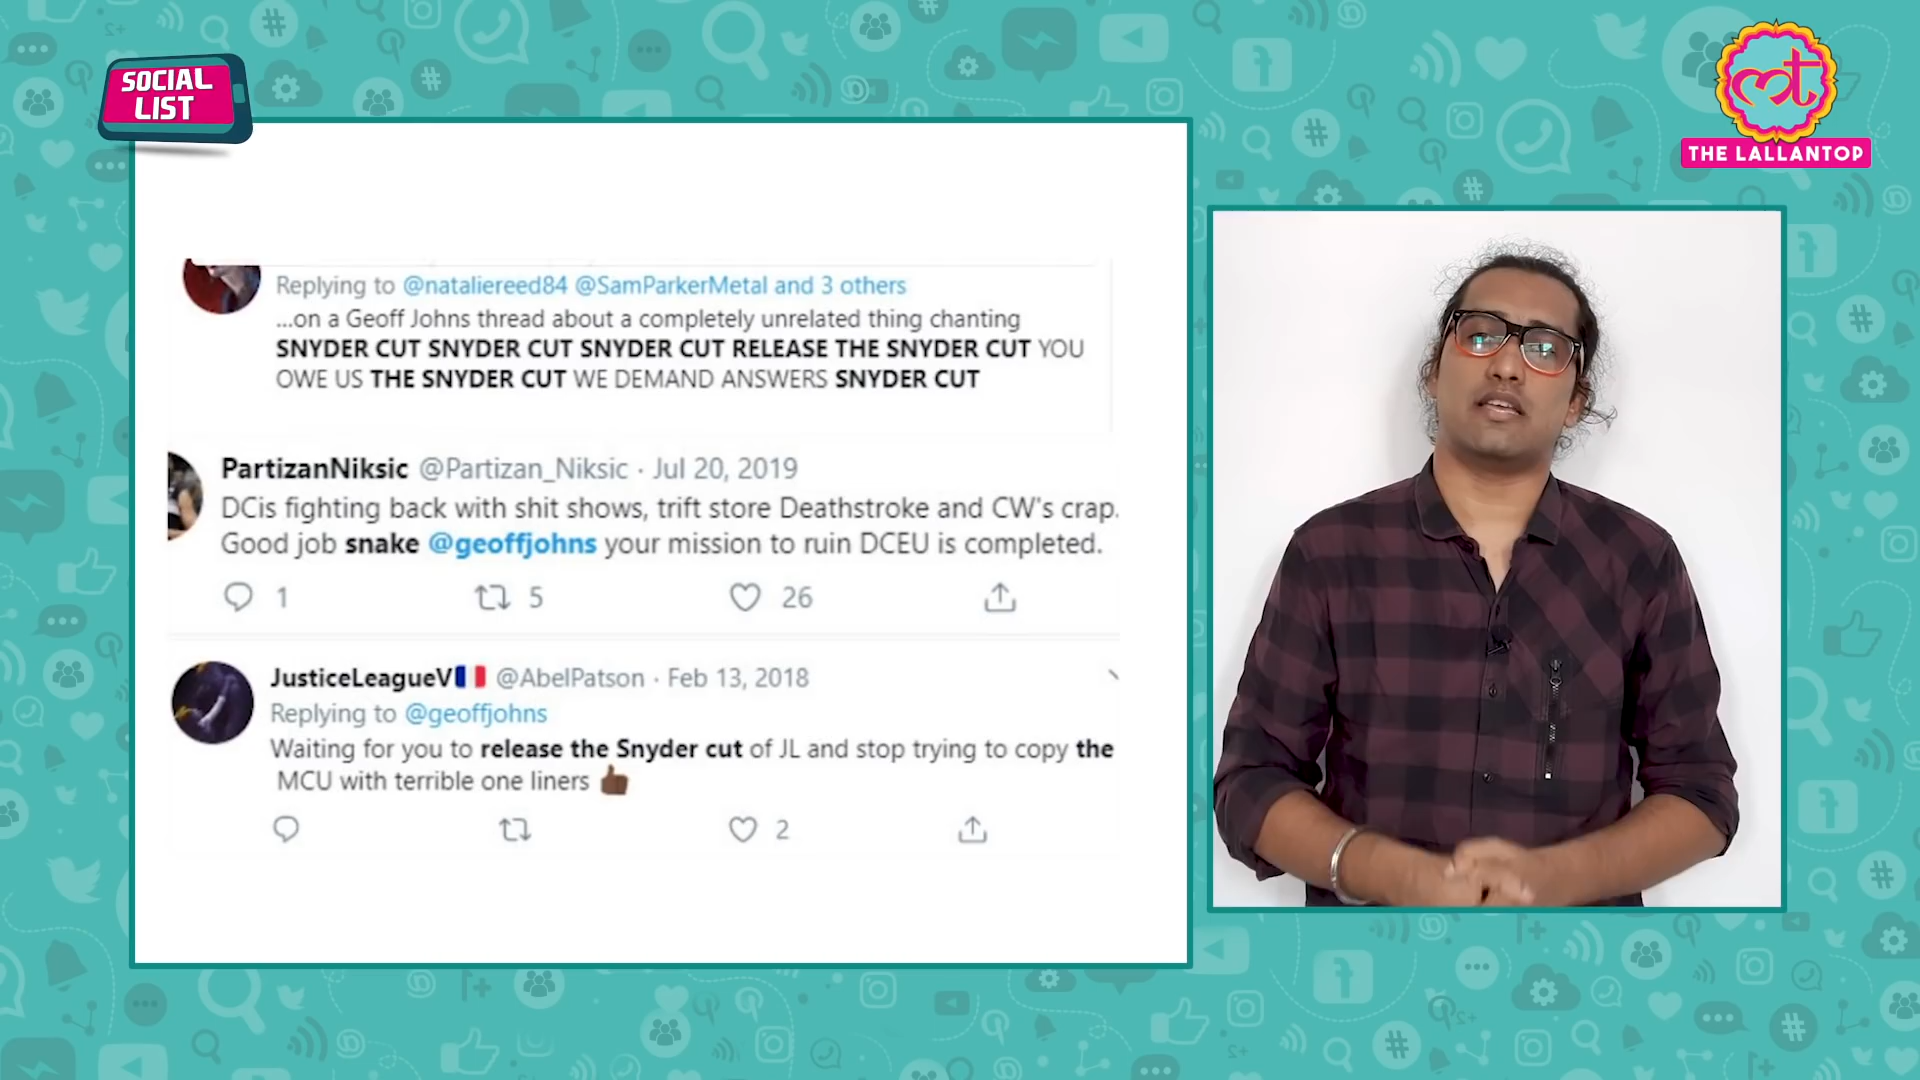 SOCIAL
LIST
THE LALLANTOP
Replying to @nataliereed84 @SamParkerMetal and 3 others
...on a Geoff Johns thread about a completely unrelated thing chanting
SNYDER CUT SNYDER CUT SNYDER CUT RELEASE THE SNYDER CUT YOU
OWE US THE SNYDER CUT WE DEMAND ANSWERS SNYDER CUT
PartizanNiksic @Partizan_Niksic · Jul 20, 2019
DCis fighting back with shit shows, trift store Deathstroke and CW's crap.
Good job snake @geoffjohns your mission to ruin DCEU is completed.
1 5 26
JusticeLeagueV @AbelPatson · Feb 13, 2018
Replying to @geoffjohns
Waiting for you to release the Snyder cut of JL and stop trying to copy the
MCU with terrible one liners
2